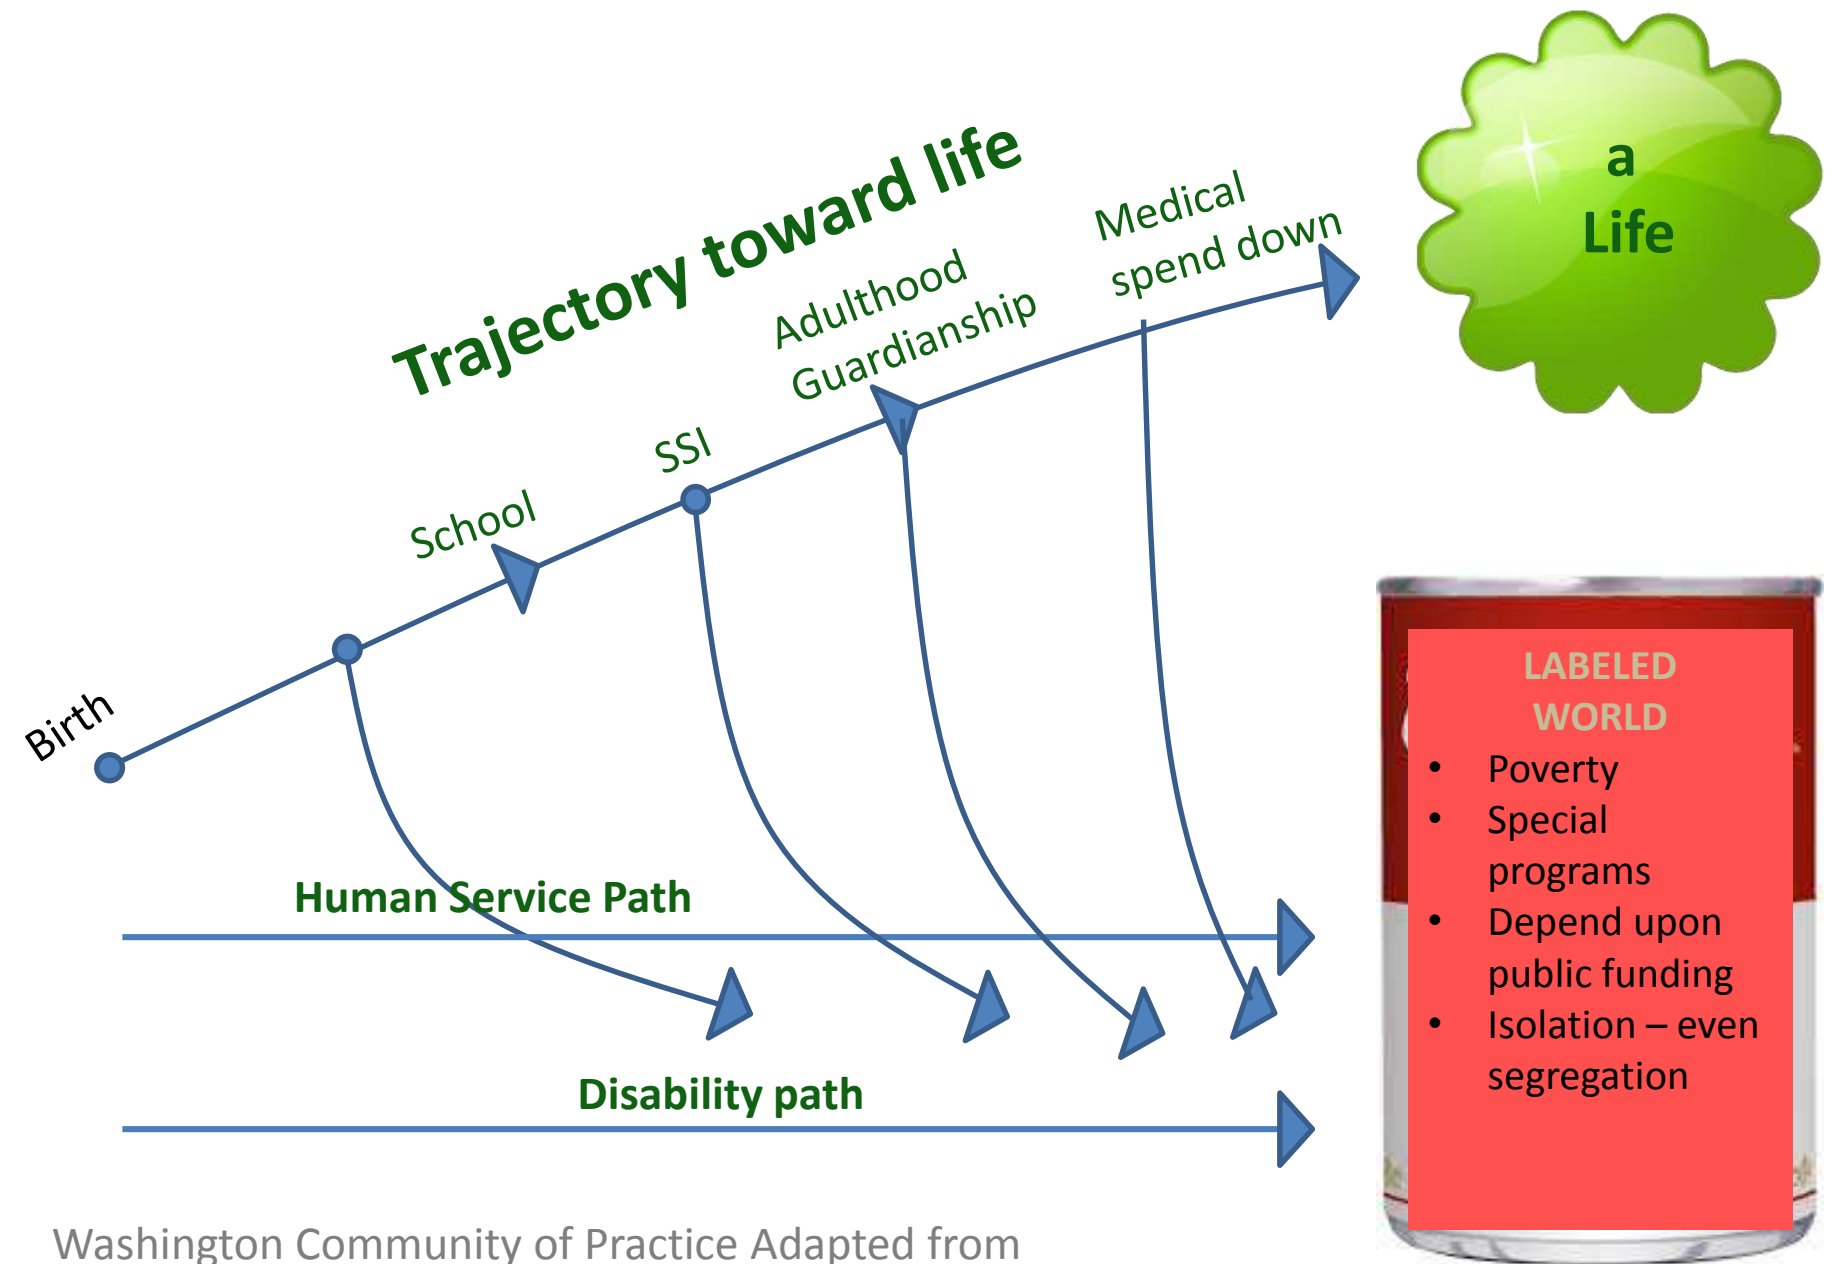 Trajectory toward life
a
Life
Medical
spend down
Adulthood
Guardianship
SSI
School
Birth
LABELED
WORLD
• Poverty
• Special
programs
• Depend upon
public funding
• Isolation – even
segregation
Human Service Path
Disability path
Washington Community of Practice Adapted from